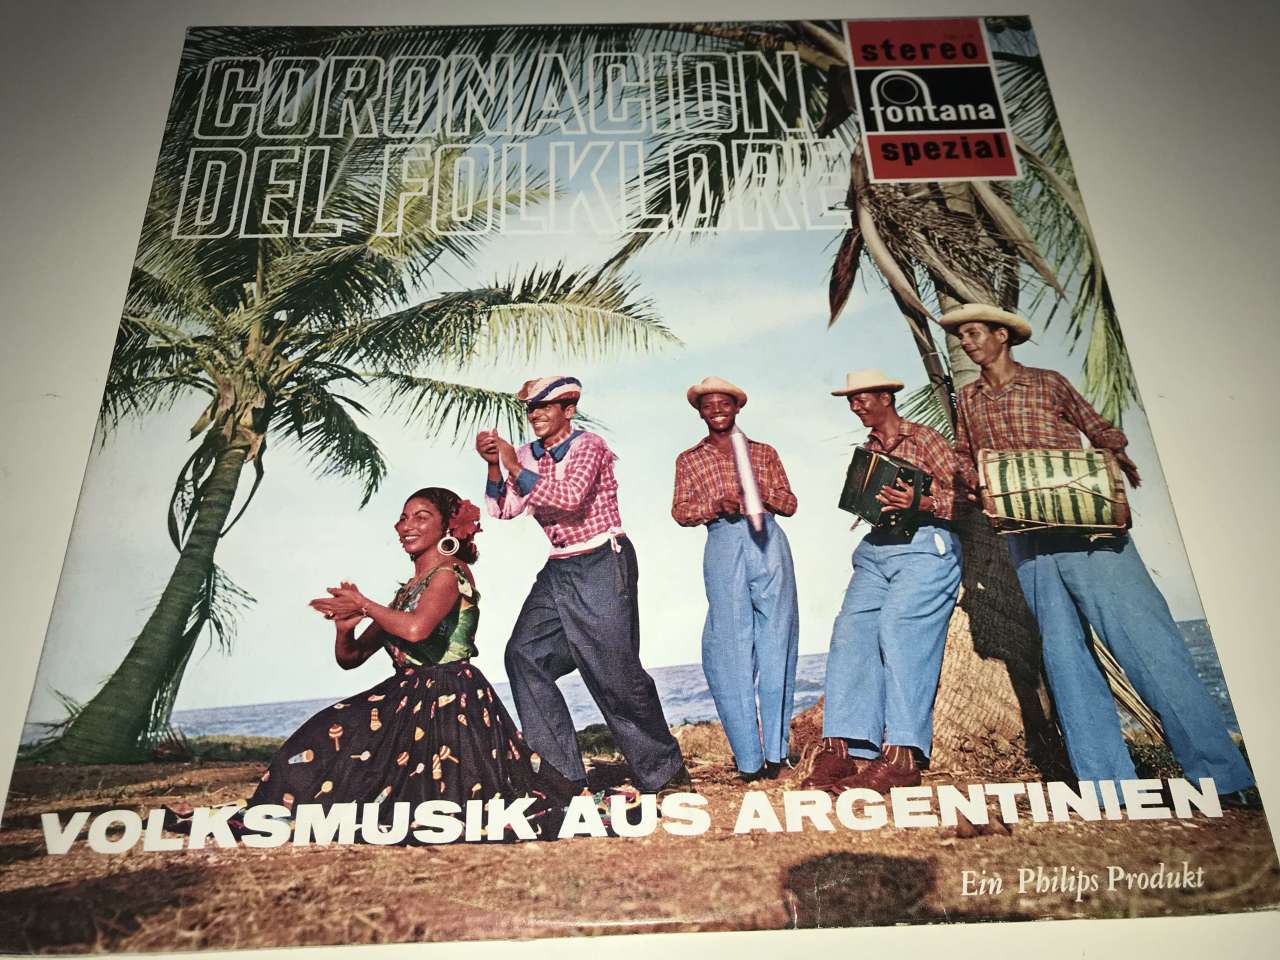 CORONACION
DEL FOLKLORE
stereo
fontana
spezial
VOLKSMUSIK AUS ARGENTINIEN
Ein Philips Produkt